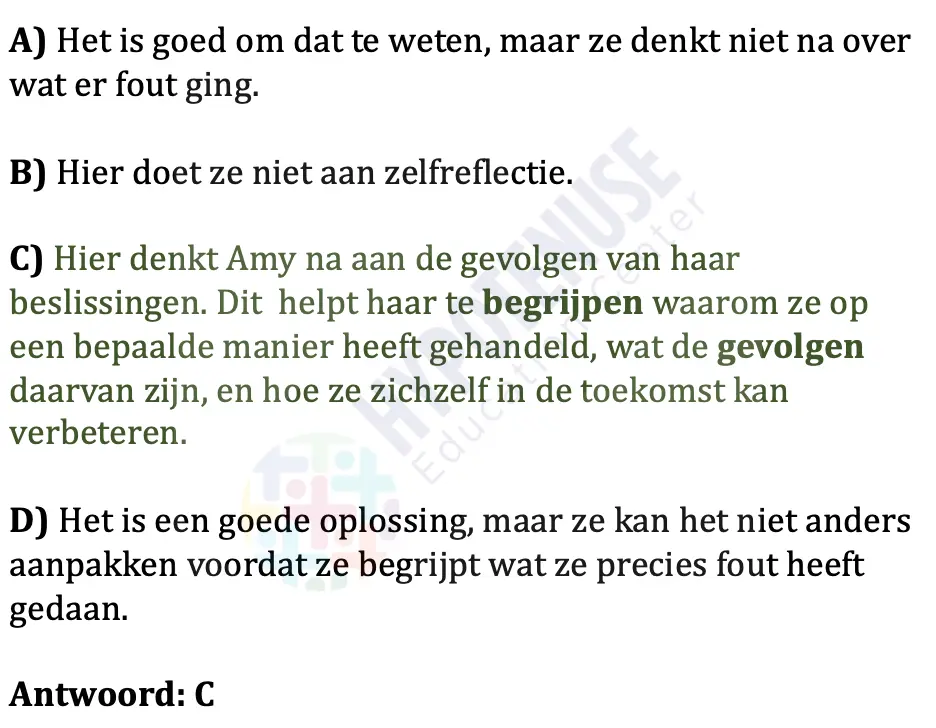 A) Het is goed om dat te weten, maar ze denkt niet na over
wat er fout ging.
B) Hier doet ze niet aan zelfreflectie.
C) Hier denkt Amy na aan de gevolgen van haar
beslissingen. Dit  helpt haar te begrijpen waarom ze op
een bepaalde manier heeft gehandeld, wat de gevolgen
daarvan zijn, en hoe ze zichzelf in de toekomst kan
verbeteren.
D) Het is een goede oplossing, maar ze kan het niet anders
aanpakken voordat ze begrijpt wat ze precies fout heeft
gedaan.
Antwoord: C
HYPOTENUSE
Education Center